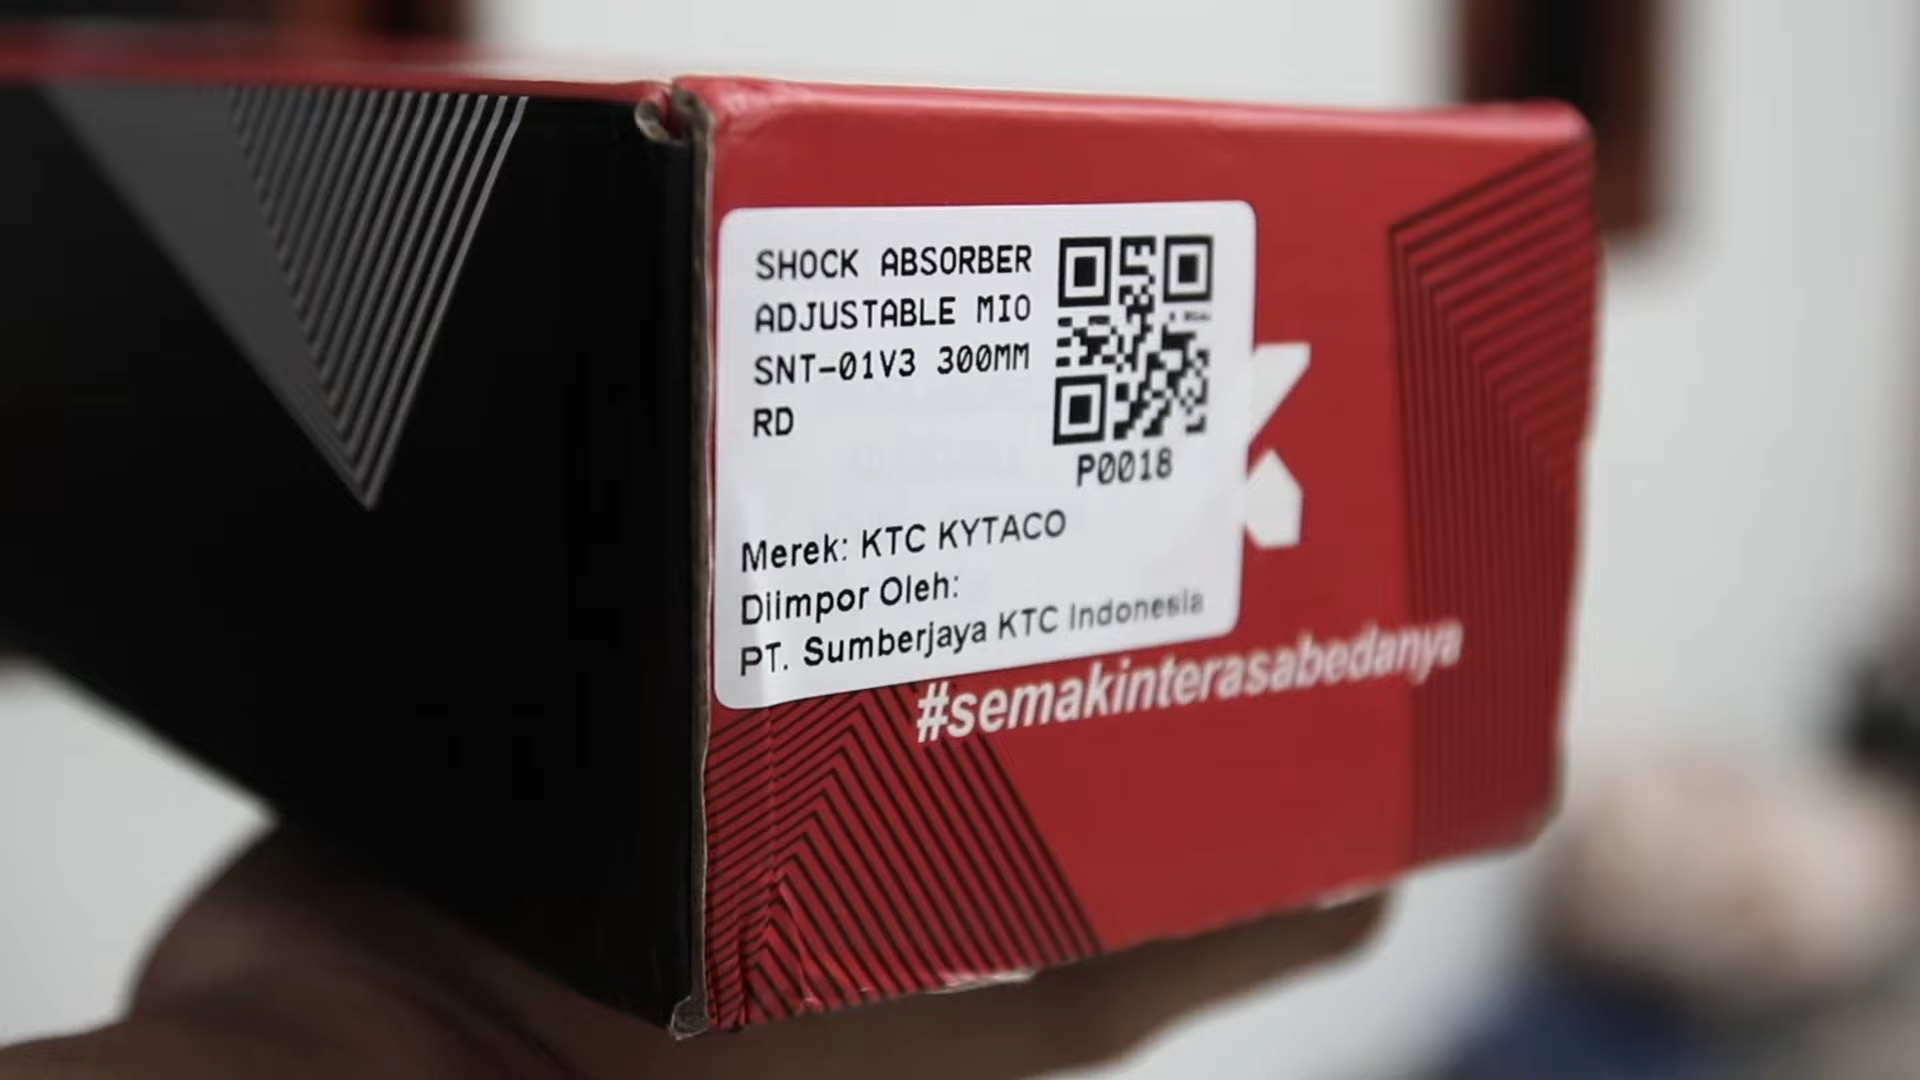 SHOCK ABSORBER
ADJUSTABLE MIO
SNT-01V3 300MM
RD
P0018
Merek: KTC KYTACO
Diimpor Oleh:
PT. Sumberjaya KTC Indonesia
#semakinterasabedanya